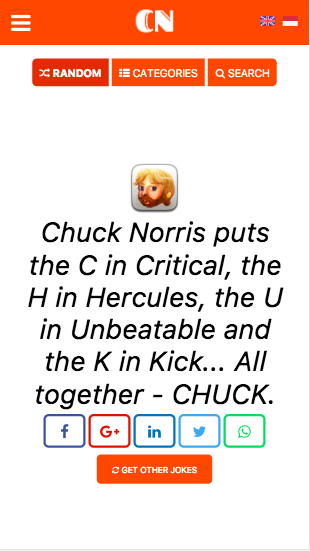 CN
RANDOM CATEGORIES SEARCH
Chuck Norris puts
the C in Critical, the
H in Hercules, the U
in Unbeatable and
the K in Kick... All
together - CHUCK.
f G+ in
GET OTHER JOKES